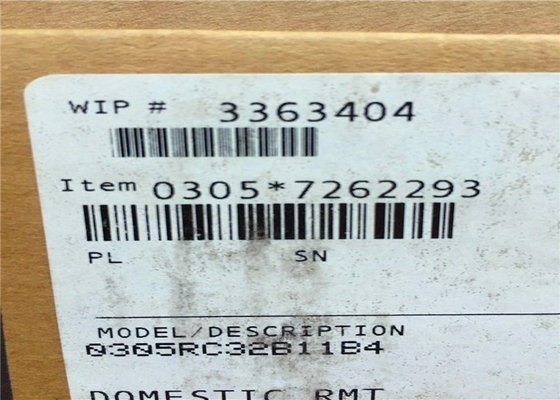 WIP # 3363404
Item 0305*7262293
PL SN
MODEL/DESCRIPTION
0305RC32B11B4
DOMESTIC RMT